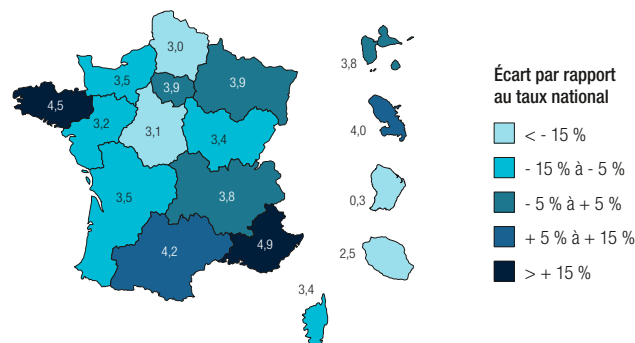 3,0
3,8
3,5
3,9
3,9
4,5
4,0
3,2
3,1
3,4
3,5
3,8
0,3
4,2
4,9
2,5
3,4
Écart par rapport
au taux national
< - 15 %
- 15 % à - 5 %
- 5 % à + 5 %
+ 5 % à + 15 %
> + 15 %